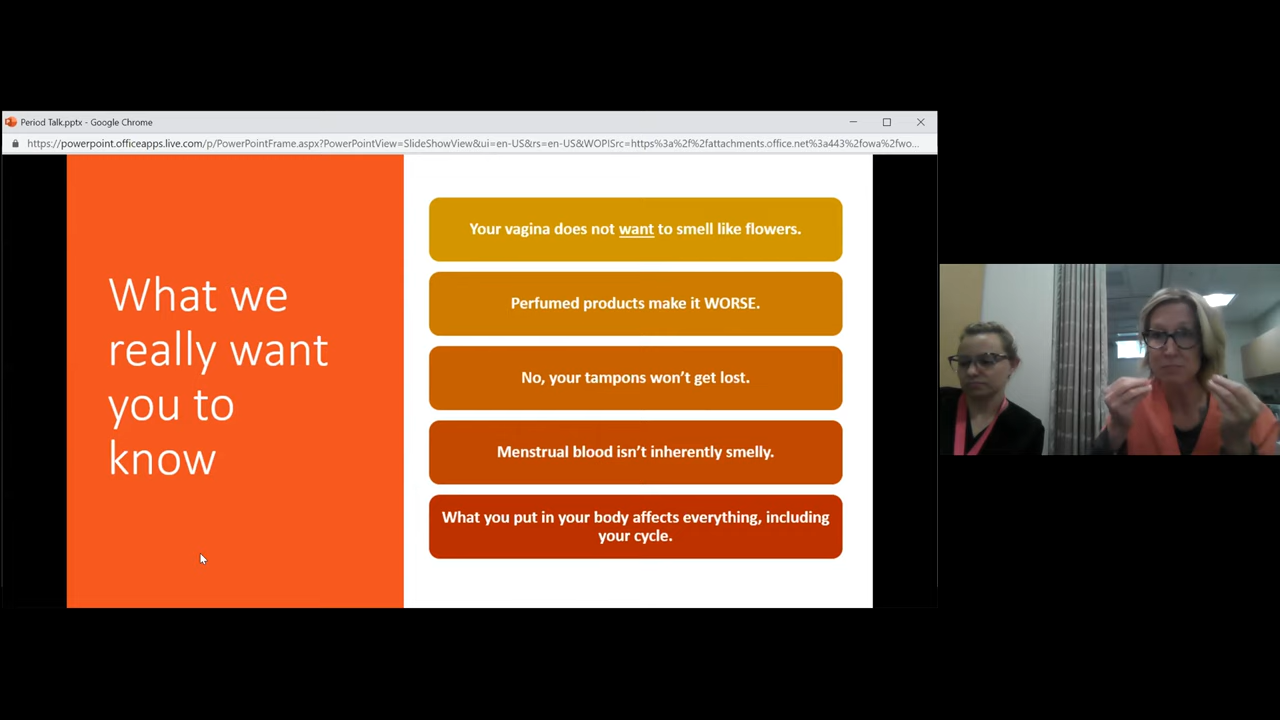 Period Talk.pptx - Google Chrome
https://powerpoint.officeapps.live.com/p/PowerPointFrame.aspx?PowerPointView=SlideShowView&ui=en-US&rs=en-US&WOPISrc=https%3a%2f%2fattachments.office.net%3a443%2fowa%2fwo...
What we
really want
you to
know
Your vagina does not want to smell like flowers.
Perfumed products make it WORSE.
No, your tampons won't get lost.
Menstrual blood isn't inherently smelly.
What you put in your body affects everything, including
your cycle.